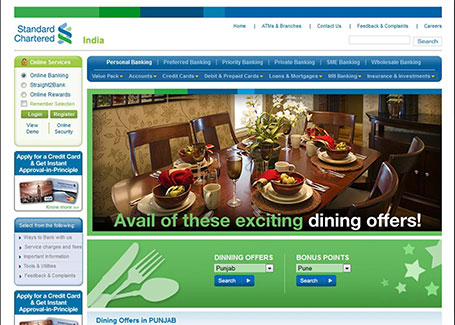 Standard
Chartered
India
Home | ATMs & Branches | Contact Us | Feedback & Complaints | Careers
Search
Online Services
Online Banking
Straight2Bank
Online Rewards
Remember Selection
Login Register
View Demo
Online Security
Personal Banking | Preferred Banking | Priority Banking | Private Banking | SME Banking | Wholesale Banking
Value Pack Accounts Credit Cards Debit & Prepaid Cards Loans & Mortgages NRI Banking Insurance & Investments
Apply for a Credit Card
& Get Instant
Approval-in-Principle
Know more
Avail of these exciting dining offers!
Select from the following:
Ways to Bank with us
Service charges and fees
Important Information
Tools & Utilities
Feedback & Complaints
DINNING OFFERS
Punjab
Search
BONUS POINTS
Pune
Search
Apply for a Credit Card
& Get Instant
Approval-in-Principle
Dining Offers in PUNJAB